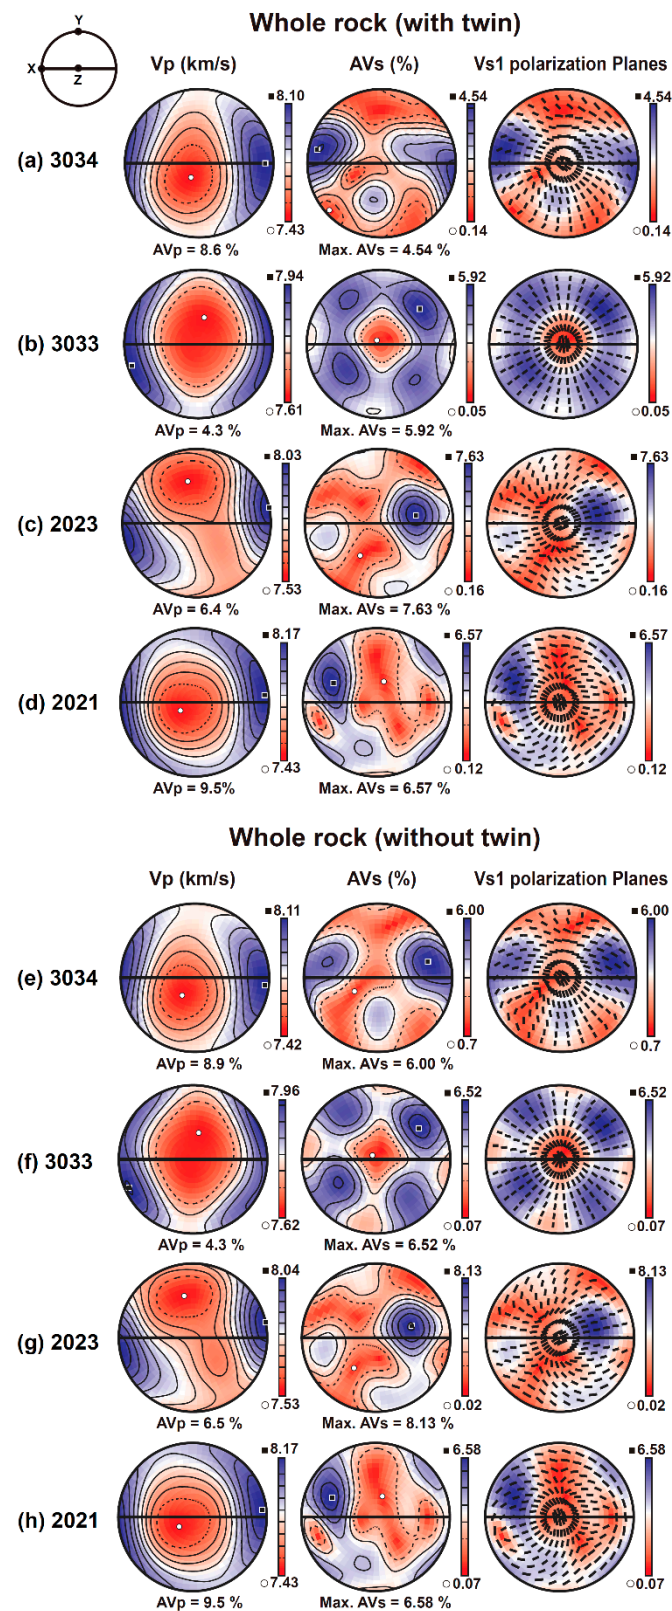 Whole rock (with twin)
Y
X
Z
Vp (km/s) AVs (%) Vs1 polarization Planes
(a) 3034
8.10
7.43
AVp = 8.6 %
4.54
0.14
Max. AVs = 4.54 %
4.54
0.14
(b) 3033
7.94
7.61
AVp = 4.3 %
5.92
0.05
Max. AVs = 5.92 %
5.92
0.05
(c) 2023
8.03
7.53
AVp = 6.4 %
7.63
0.16
Max. AVs = 7.63 %
7.63
0.16
(d) 2021
8.17
7.43
AVp = 9.5%
6.57
0.12
Max. AVs = 6.57 %
6.57
0.12
Whole rock (without twin)
Vp (km/s) AVs (%) Vs1 polarization Planes
(e) 3034
8.11
7.42
AVp = 8.9 %
6.00
0.7
Max. AVs = 6.00 %
6.00
0.7
(f) 3033
7.96
7.62
AVp = 4.3 %
6.52
0.07
Max. AVs = 6.52 %
6.52
0.07
(g) 2023
8.04
7.53
AVp = 6.5 %
8.13
0.02
Max. AVs = 8.13 %
8.13
0.02
(h) 2021
8.17
7.43
AVp = 9.5 %
6.58
0.07
Max. AVs = 6.58 %
6.58
0.07